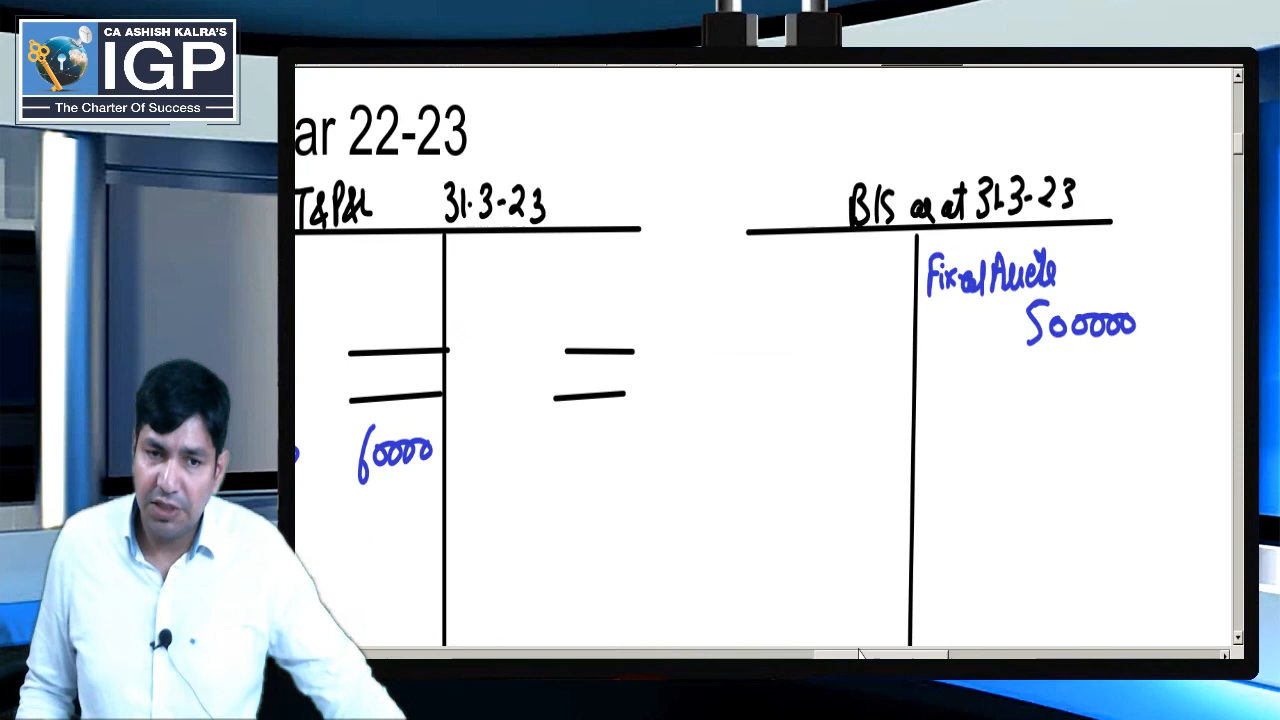 CA ASHISH KALRA'S
IGP
The Charter Of Success
ar 22-23
T&P&L 31.3-23
B/S as at 31.3-23
Fixed Assets
500000
60000